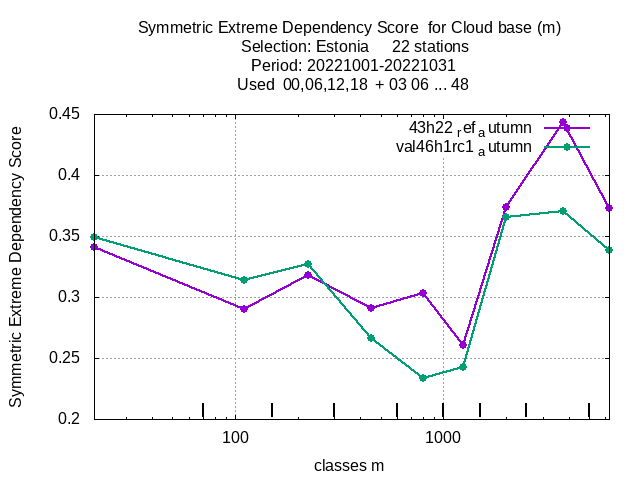 Symmetric Extreme Dependency Score for Cloud base (m)
Selection: Estonia 22 stations
Period: 20221001-20221031
Used 00,06,12,18 + 03 06 ... 48
43h22 ref a utumn
val46h1rc1 a utumn
0.45
0.4
0.35
0.3
0.25
0.2
Symmetric Extreme Dependency Score
100
1000
classes m